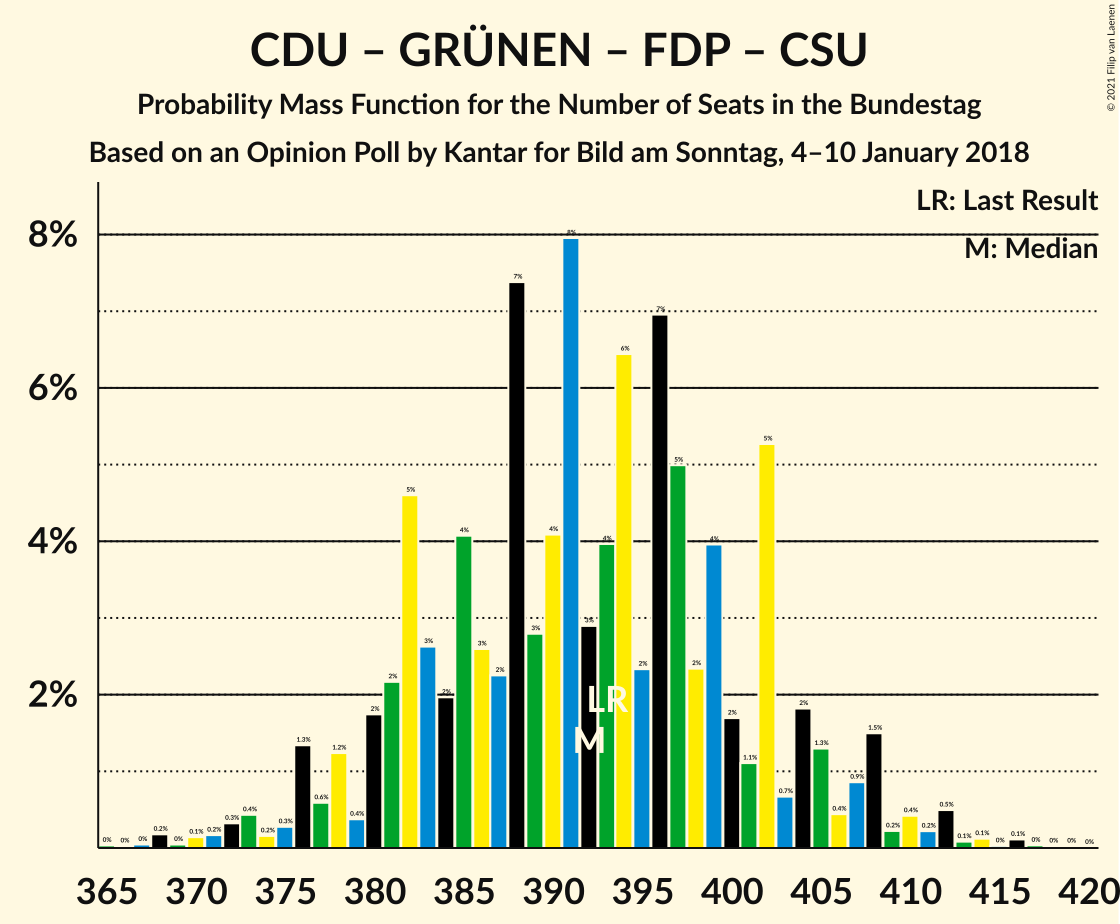 CDU – GRÜNEN – FDP – CSU
Probability Mass Function for the Number of Seats in the Bundestag
Based on an Opinion Poll by Kantar for Bild am Sonntag, 4–10 January 2018
© 2021 Filip van Laenen
LR: Last Result
M: Median
8%
6%
4%
2%
0% 0% 0% 0.2% 0% 0.1% 0.2% 0.3% 0.4% 0.2% 0.3% 1.3% 0.6% 1.2% 0.4% 2% 2% 5% 3% 2% 4% 3% 2% 7% 3% 4% 8% 3% 4% 6% 2% 7% 5% 2% 4% 2% 1.1% 5% 0.7% 2% 1.3% 0.4% 0.9% 1.5% 0.2% 0.4% 0.2% 0.5% 0.1% 0.1% 0% 0.1% 0% 0% 0% 0%
LR
M
365 370 375 380 385 390 395 400 405 410 415 420